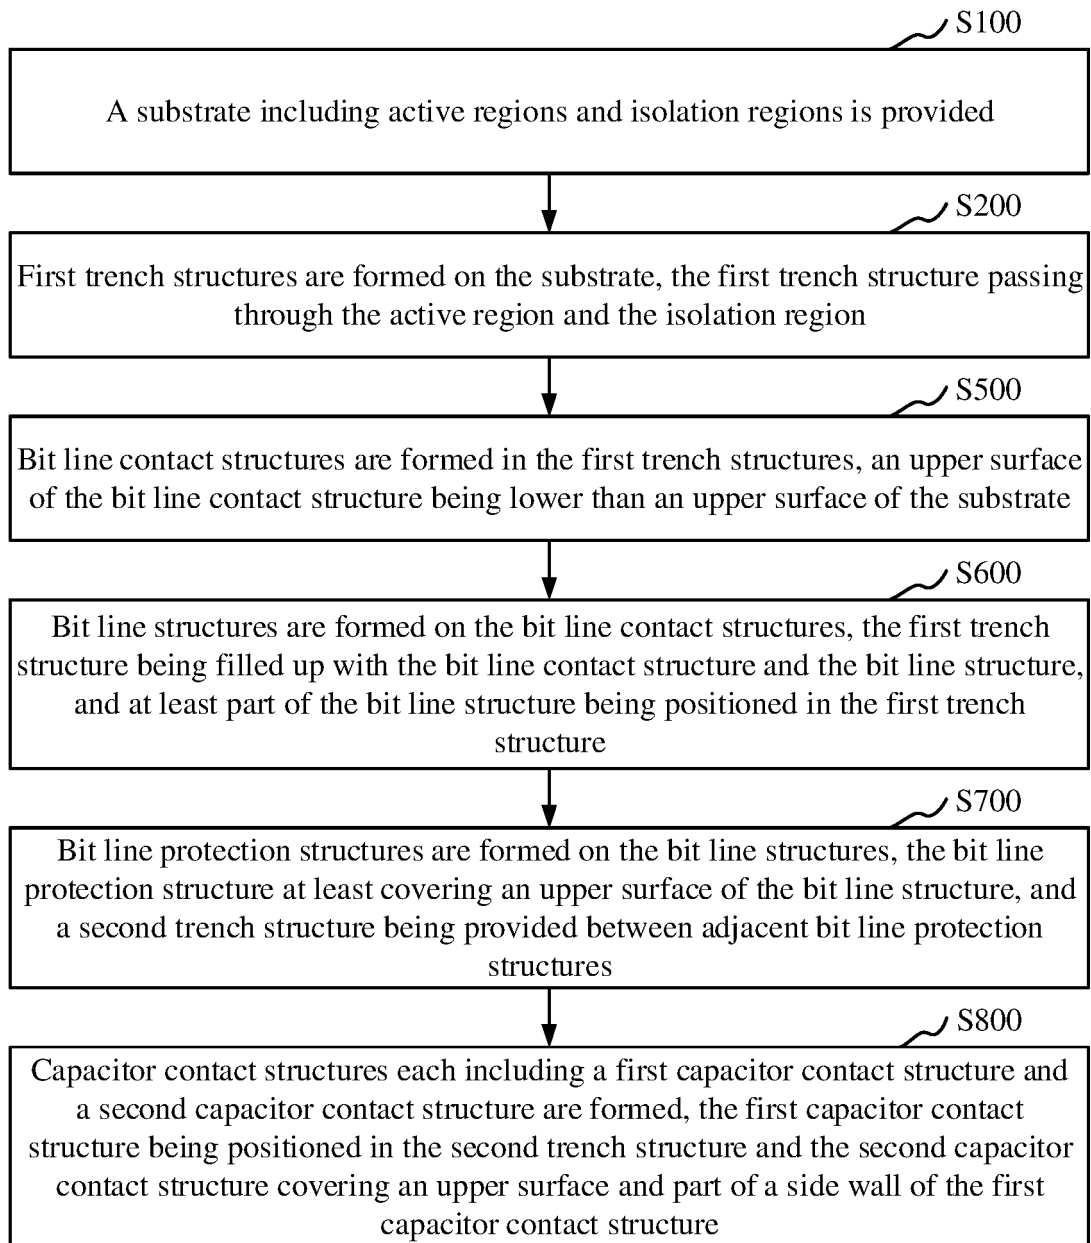 S100
A substrate including active regions and isolation regions is provided
S200
First trench structures are formed on the substrate, the first trench structure passing
through the active region and the isolation region
S500
Bit line contact structures are formed in the first trench structures, an upper surface
of the bit line contact structure being lower than an upper surface of the substrate
S600
Bit line structures are formed on the bit line contact structures, the first trench
structure being filled up with the bit line contact structure and the bit line structure,
and at least part of the bit line structure being positioned in the first trench
structure
S700
Bit line protection structures are formed on the bit line structures, the bit line
protection structure at least covering an upper surface of the bit line structure, and
a second trench structure being provided between adjacent bit line protection
structures
S800
Capacitor contact structures each including a first capacitor contact structure and
a second capacitor contact structure are formed, the first capacitor contact
structure being positioned in the second trench structure and the second capacitor
contact structure covering an upper surface and part of a side wall of the first
capacitor contact structure